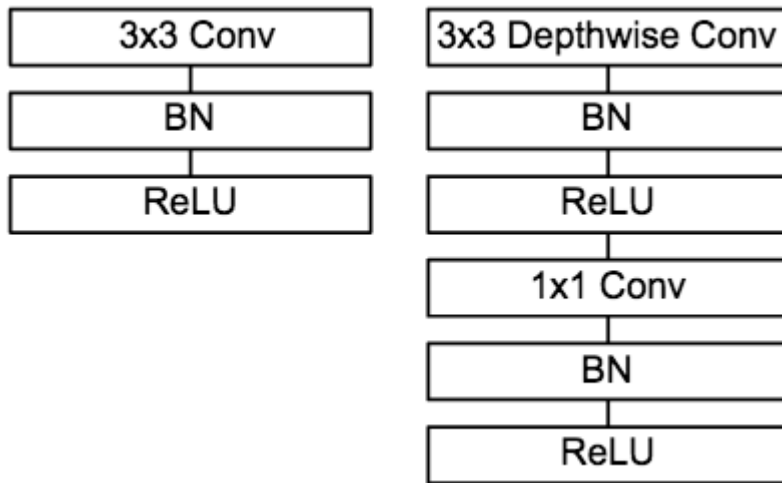 3x3 Conv
BN
ReLU
3x3 Depthwise Conv
BN
ReLU
1x1 Conv
BN
ReLU